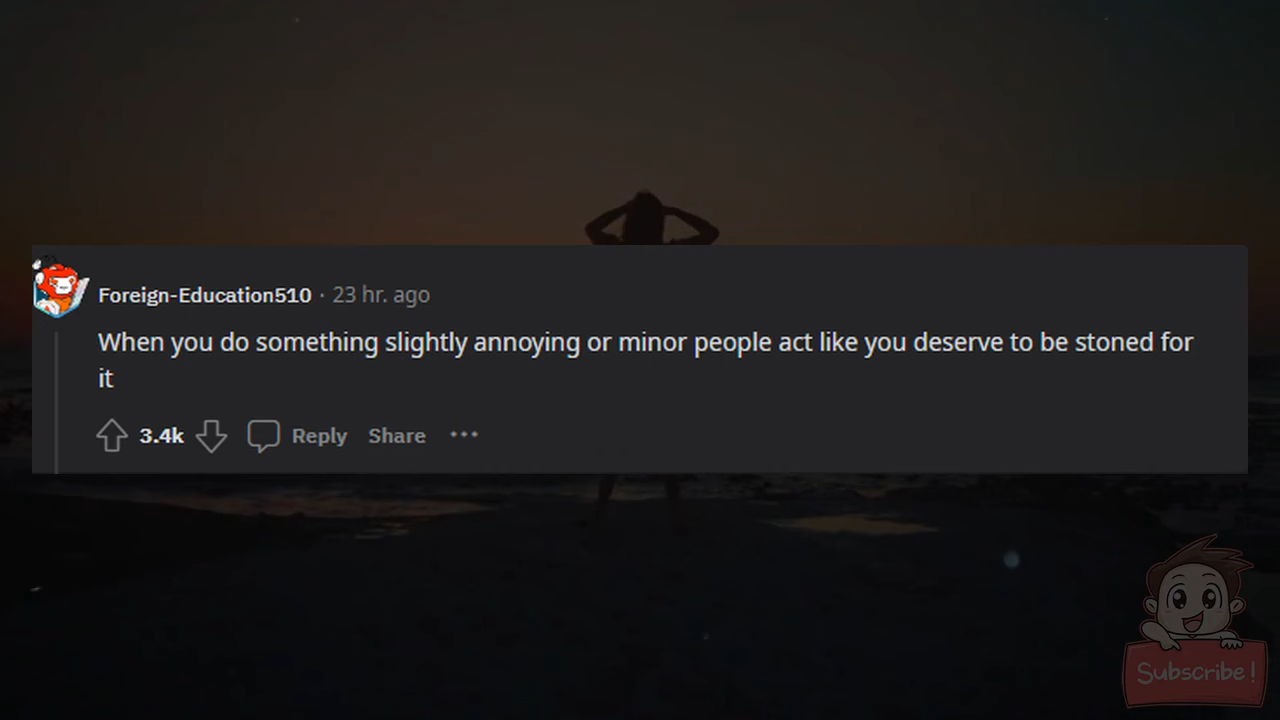 Foreign-Education510 · 23 hr. ago
When you do something slightly annoying or minor people act like you deserve to be stoned for
it
3.4k Reply Share ···
Subscribe!